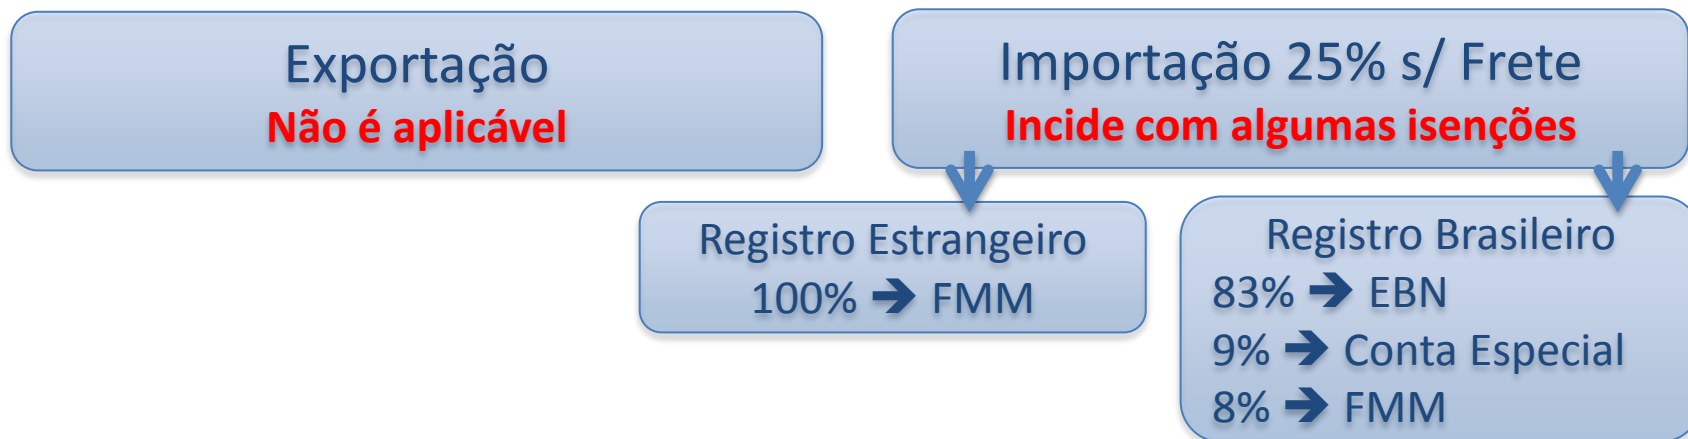 Exportação
Não é aplicável
Importação 25% s/ Frete
Incide com algumas isenções
Registro Estrangeiro
100% ➔ FMM
Registro Brasileiro
83% ➔ EBN
9% ➔ Conta Especial
8% ➔ FMM